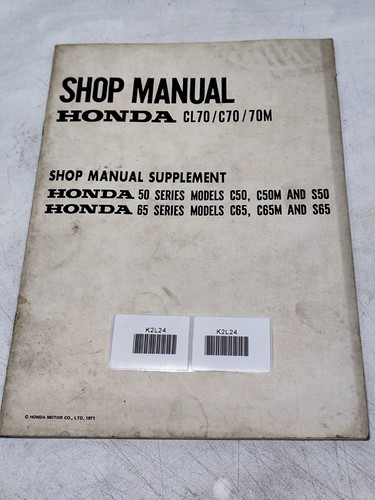 SHOP MANUAL
HONDA CL70/C70/70M
SHOP MANUAL SUPPLEMENT
HONDA 50 SERIES MODELS C50, C50M AND S50
HONDA 65 SERIES MODELS C65, C65M AND S65
K2L24 K2L24
© HONDA MOTOR CO., LTD. 1971